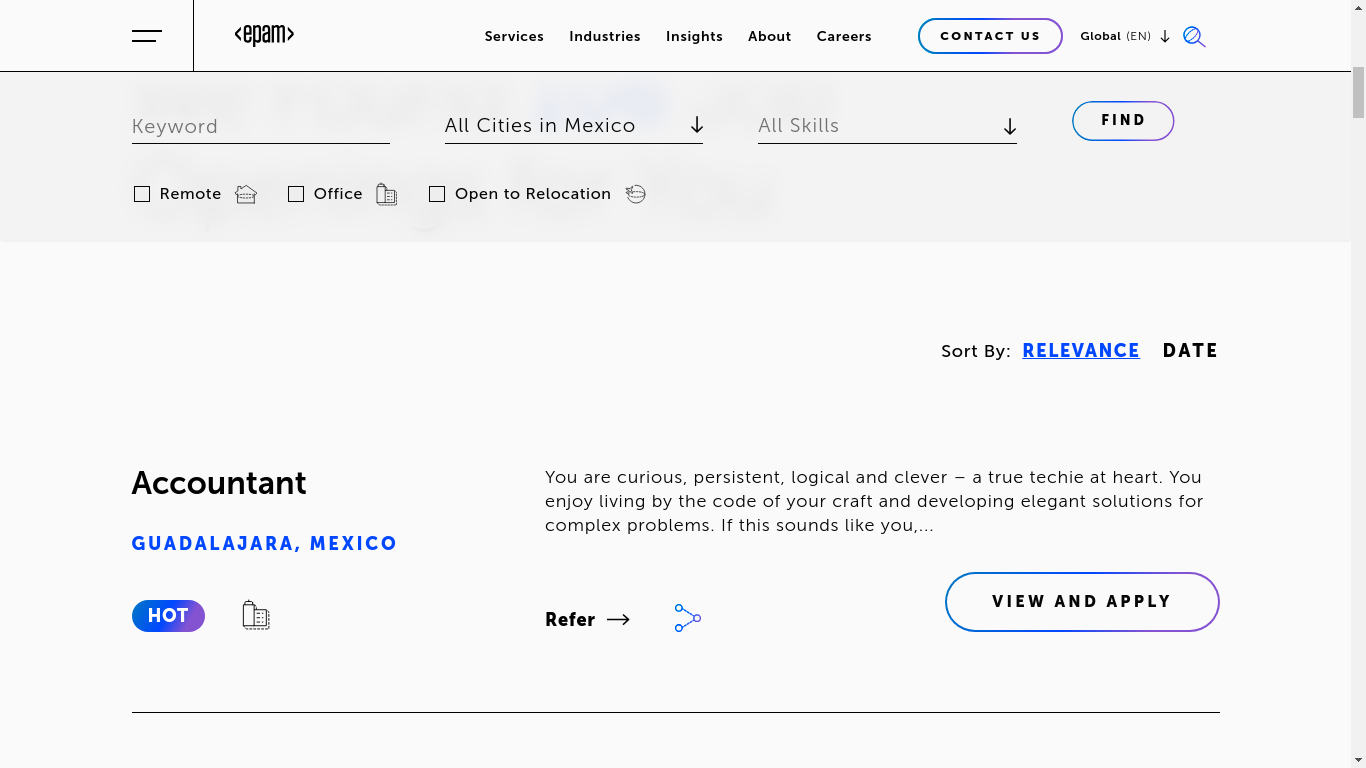 <epam>
Services Industries Insights About Careers CONTACT US Global (EN)
Keyword All Cities in Mexico All Skills FIND
Remote Office Open to Relocation
Sort By: RELEVANCE DATE
Accountant
GUADALAJARA, MEXICO
HOT
You are curious, persistent, logical and clever – a true techie at heart. You
enjoy living by the code of your craft and developing elegant solutions for
complex problems. If this sounds like you,...
Refer
VIEW AND APPLY